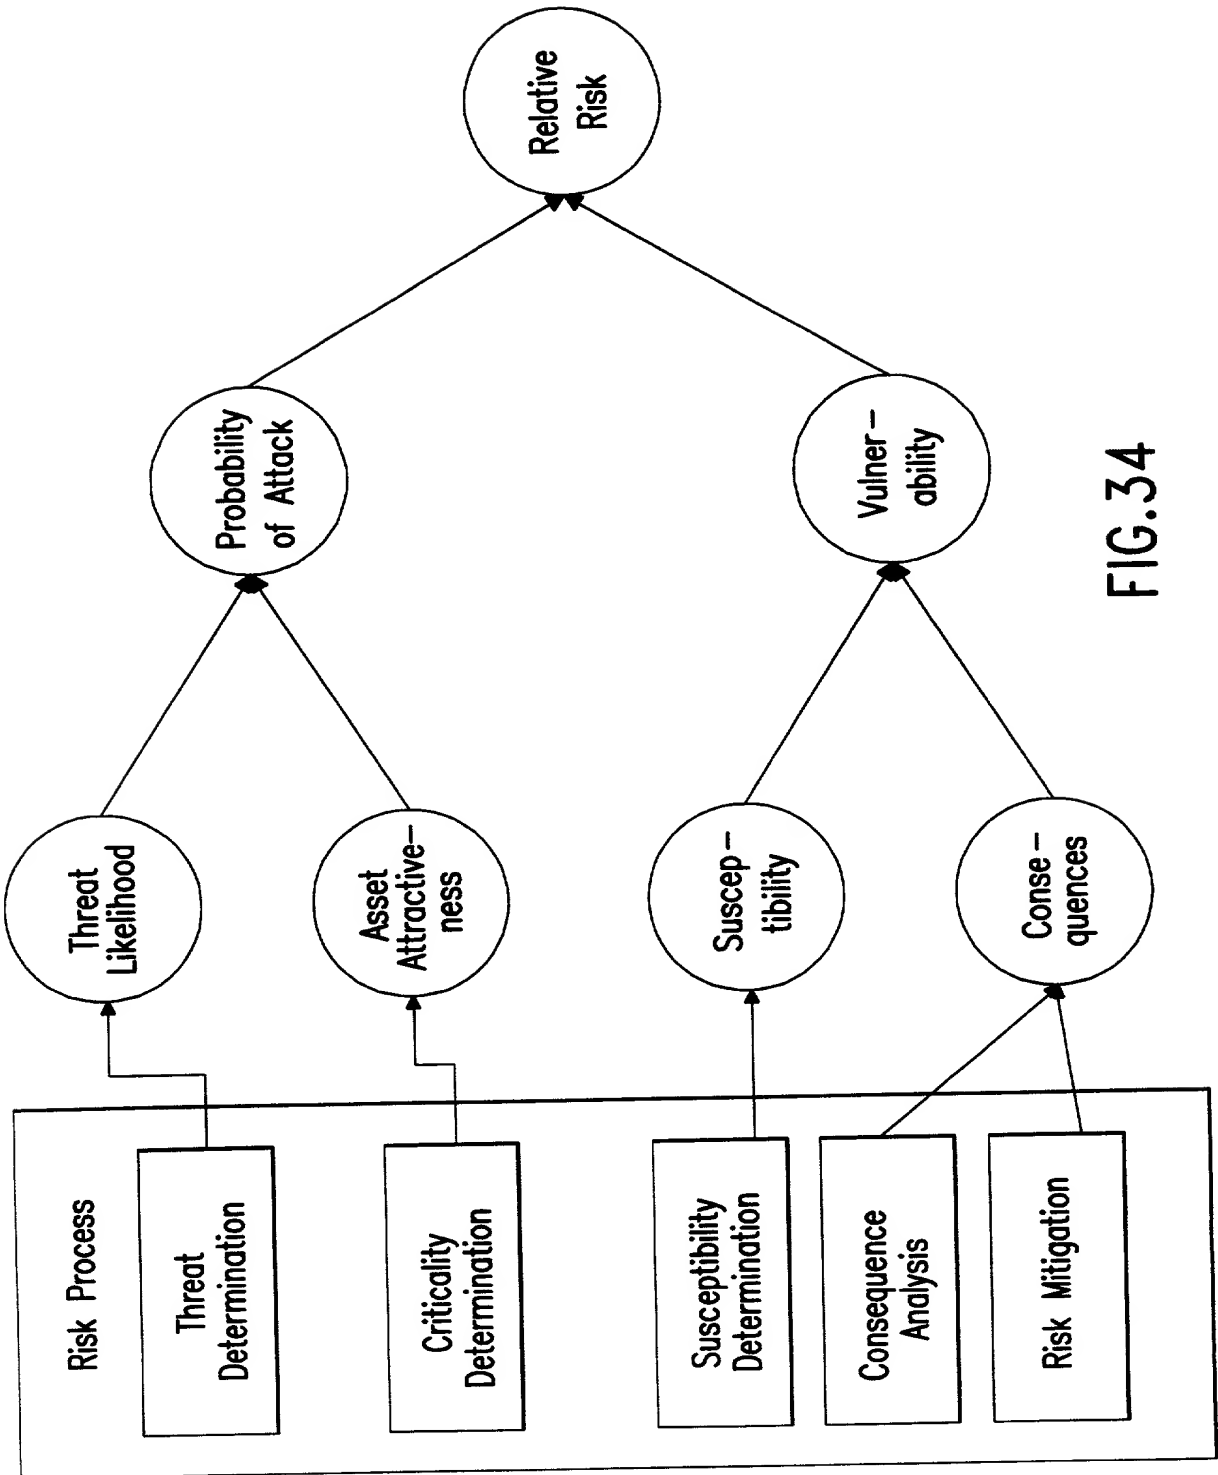 Risk Process
Threat
Determination
Criticality
Determination
Susceptibility
Determination
Consequence
Analysis
Risk Mitigation
Threat
Likelihood
Asset
Attractive-
ness
Suscep-
tibility
Conse-
quences
Probability
of Attack
Vulner-
ability
Relative
Risk
FIG.34